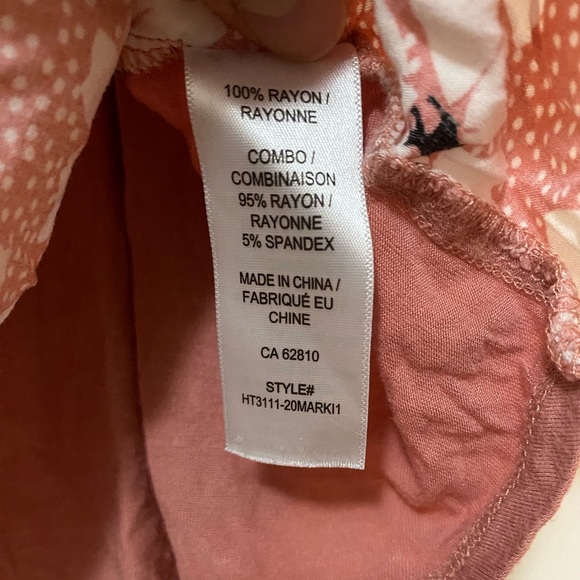 100% RAYON /
RAYONNE
COMBO /
COMBINAISON
95% RAYON /
RAYONNE
5% SPANDEX
MADE IN CHINA /
FABRIQUÉ EU
CHINE
CA 62810
STYLE#
HT3111-20MARKI1